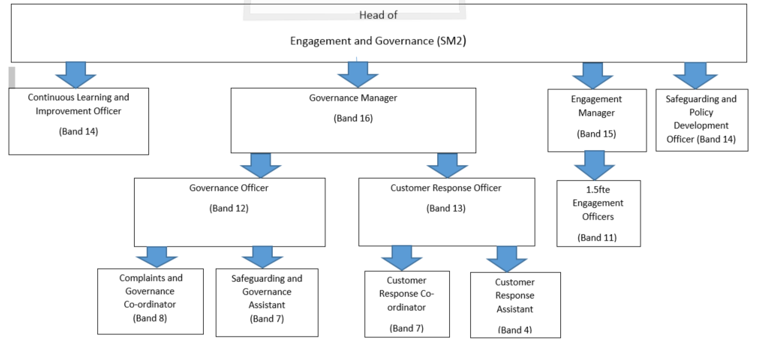 Head of
Engagement and Governance (SM2)
Continuous Learning and
Improvement Officer
(Band 14)
Governance Manager
(Band 16)
Engagement
Manager
(Band 15)
Safeguarding and
Policy
Development
Officer (Band 14)
Governance Officer
(Band 12)
Customer Response Officer
(Band 13)
1.5fte
Engagement
Officers
(Band 11)
Complaints and
Governance
Co-ordinator
(Band 8)
Safeguarding and
Governance
Assistant
(Band 7)
Customer
Response Co-
ordinator
(Band 7)
Customer
Response
Assistant
(Band 4)